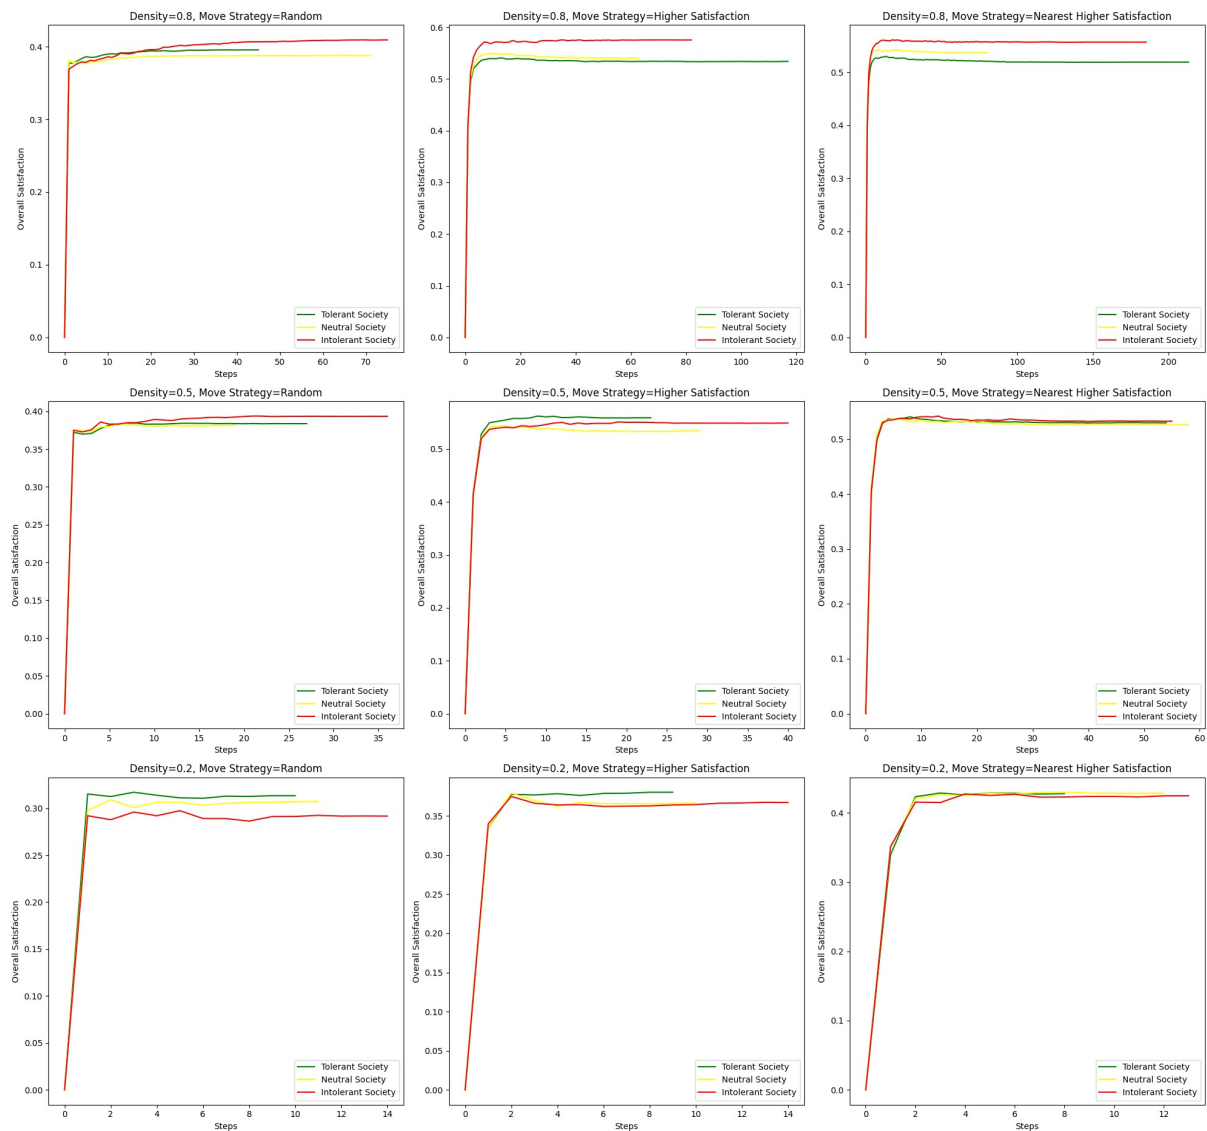 Density=0.8, Move Strategy=Random
Overall Satisfaction
0.4
0.3
0.2
0.1
0.0
0 10 20 30 40 50 60 70
Steps
Tolerant Society
Neutral Society
Intolerant Society
Density=0.8, Move Strategy=Higher Satisfaction
Overall Satisfaction
0.6
0.5
0.4
0.3
0.2
0.1
0.0
0 20 40 60 80 100 120
Steps
Tolerant Society
Neutral Society
Intolerant Society
Density=0.8, Move Strategy=Nearest Higher Satisfaction
Overall Satisfaction
0.5
0.4
0.3
0.2
0.1
0.0
0 50 100 150 200
Steps
Tolerant Society
Neutral Society
Intolerant Society
Density=0.5, Move Strategy=Random
Overall Satisfaction
0.40
0.35
0.30
0.25
0.20
0.15
0.10
0.05
0.00
0 5 10 15 20 25 30 35
Steps
Tolerant Society
Neutral Society
Intolerant Society
Density=0.5, Move Strategy=Higher Satisfaction
Overall Satisfaction
0.5
0.4
0.3
0.2
0.1
0.0
0 5 10 15 20 25 30 35 40
Steps
Tolerant Society
Neutral Society
Intolerant Society
Density=0.5, Move Strategy=Nearest Higher Satisfaction
Overall Satisfaction
0.5
0.4
0.3
0.2
0.1
0.0
0 10 20 30 40 50 60
Steps
Tolerant Society
Neutral Society
Intolerant Society
Density=0.2, Move Strategy=Random
Overall Satisfaction
0.30
0.25
0.20
0.15
0.10
0.05
0.00
0 2 4 6 8 10 12 14
Steps
Tolerant Society
Neutral Society
Intolerant Society
Density=0.2, Move Strategy=Higher Satisfaction
Overall Satisfaction
0.35
0.30
0.25
0.20
0.15
0.10
0.05
0.00
0 2 4 6 8 10 12 14
Steps
Tolerant Society
Neutral Society
Intolerant Society
Density=0.2, Move Strategy=Nearest Higher Satisfaction
Overall Satisfaction
0.4
0.3
0.2
0.1
0.0
0 2 4 6 8 10 12
Steps
Tolerant Society
Neutral Society
Intolerant Society